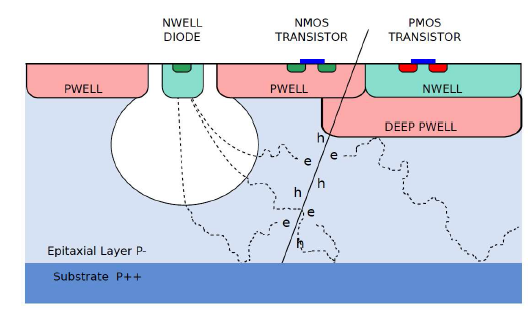 NWELL
DIODE
NMOS
TRANSISTOR
PMOS
TRANSISTOR
PWELL
PWELL
NWELL
DEEP PWELL
h
e
e
h
h
e
e
h
Epitaxial Layer P-
Substrate P++